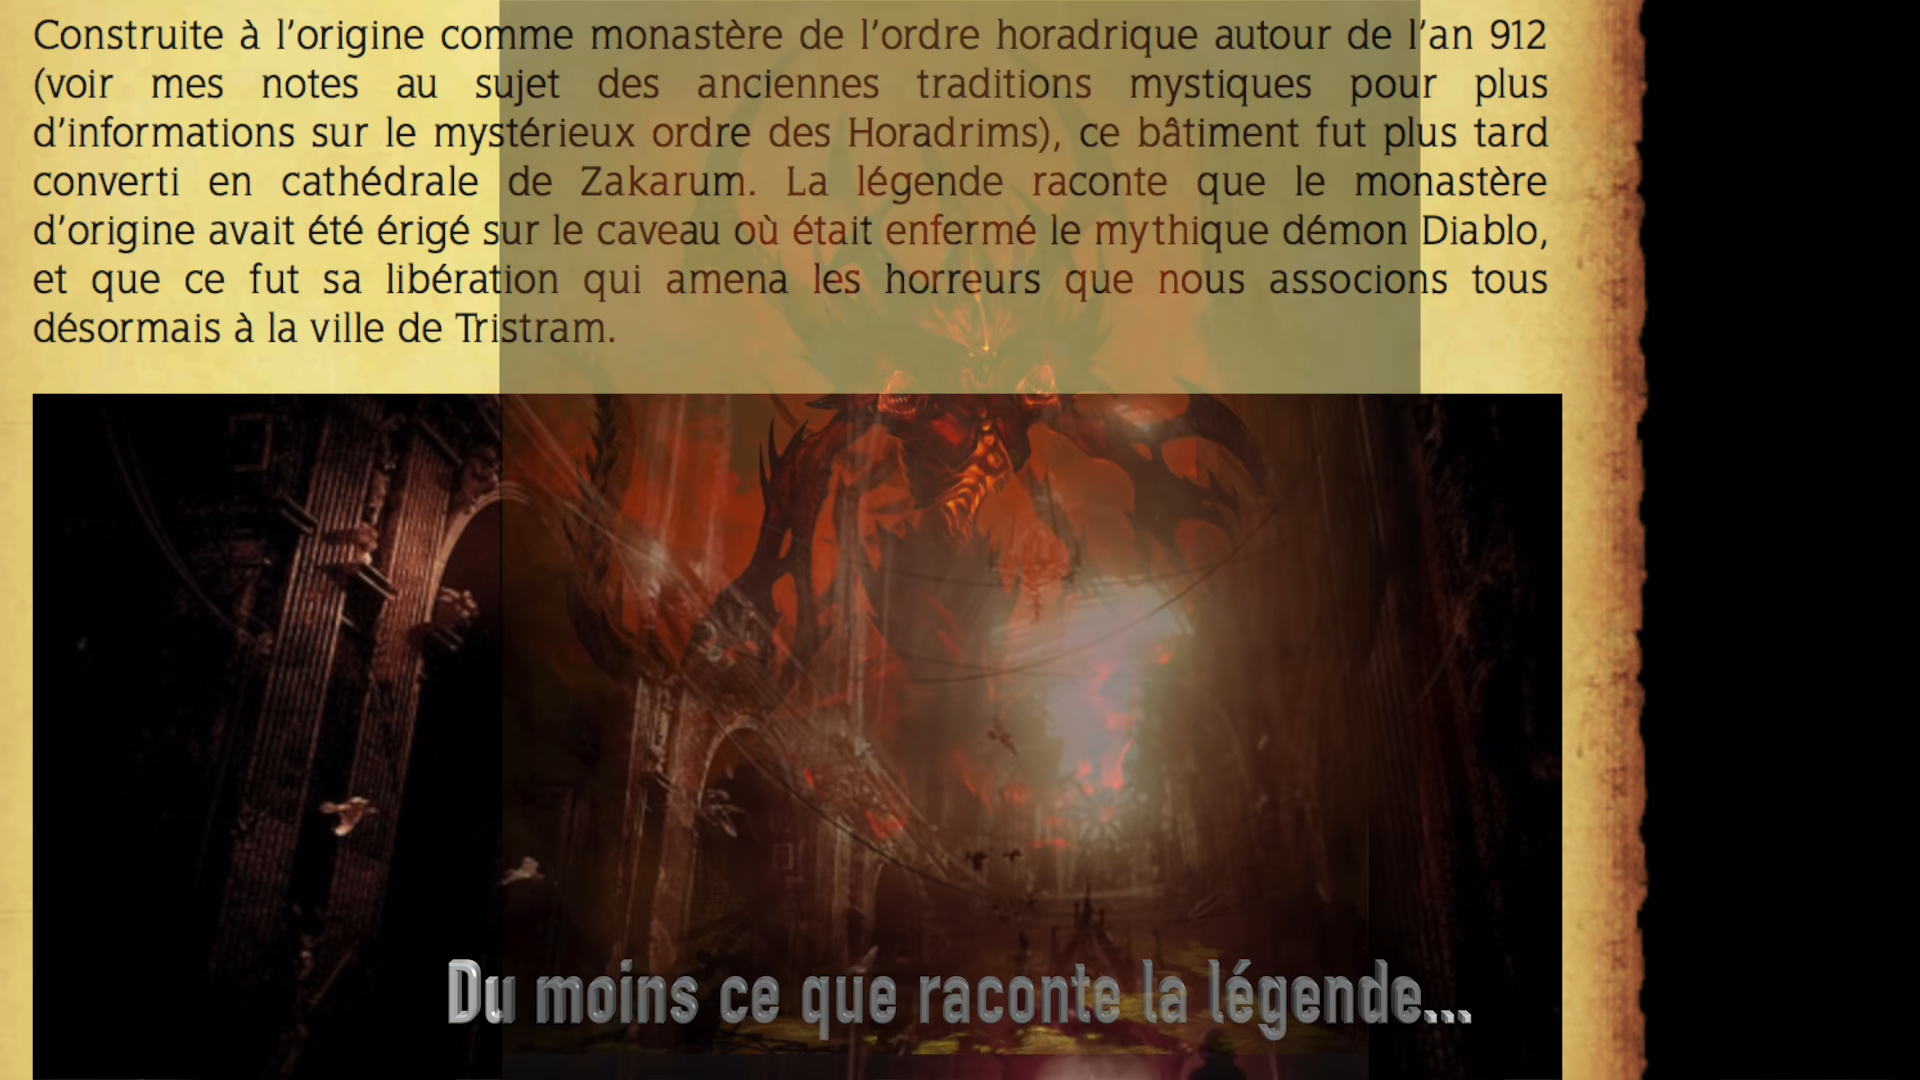 Construite à l'origine comme monastère de l'ordre horadrique autour de l'an 912
(voir mes notes au sujet des anciennes traditions mystiques pour plus
d'informations sur le mystérieux ordre des Horadrims), ce bâtiment fut plus tard
converti en cathédrale de Zakarum. La légende raconte que le monastère
d'origine avait été érigé sur le caveau où était enfermé le mythique démon Diablo,
et que ce fut sa libération qui amena les horreurs que nous associons tous
désormais à la ville de Tristram.
Du moins ce que raconte la légende...